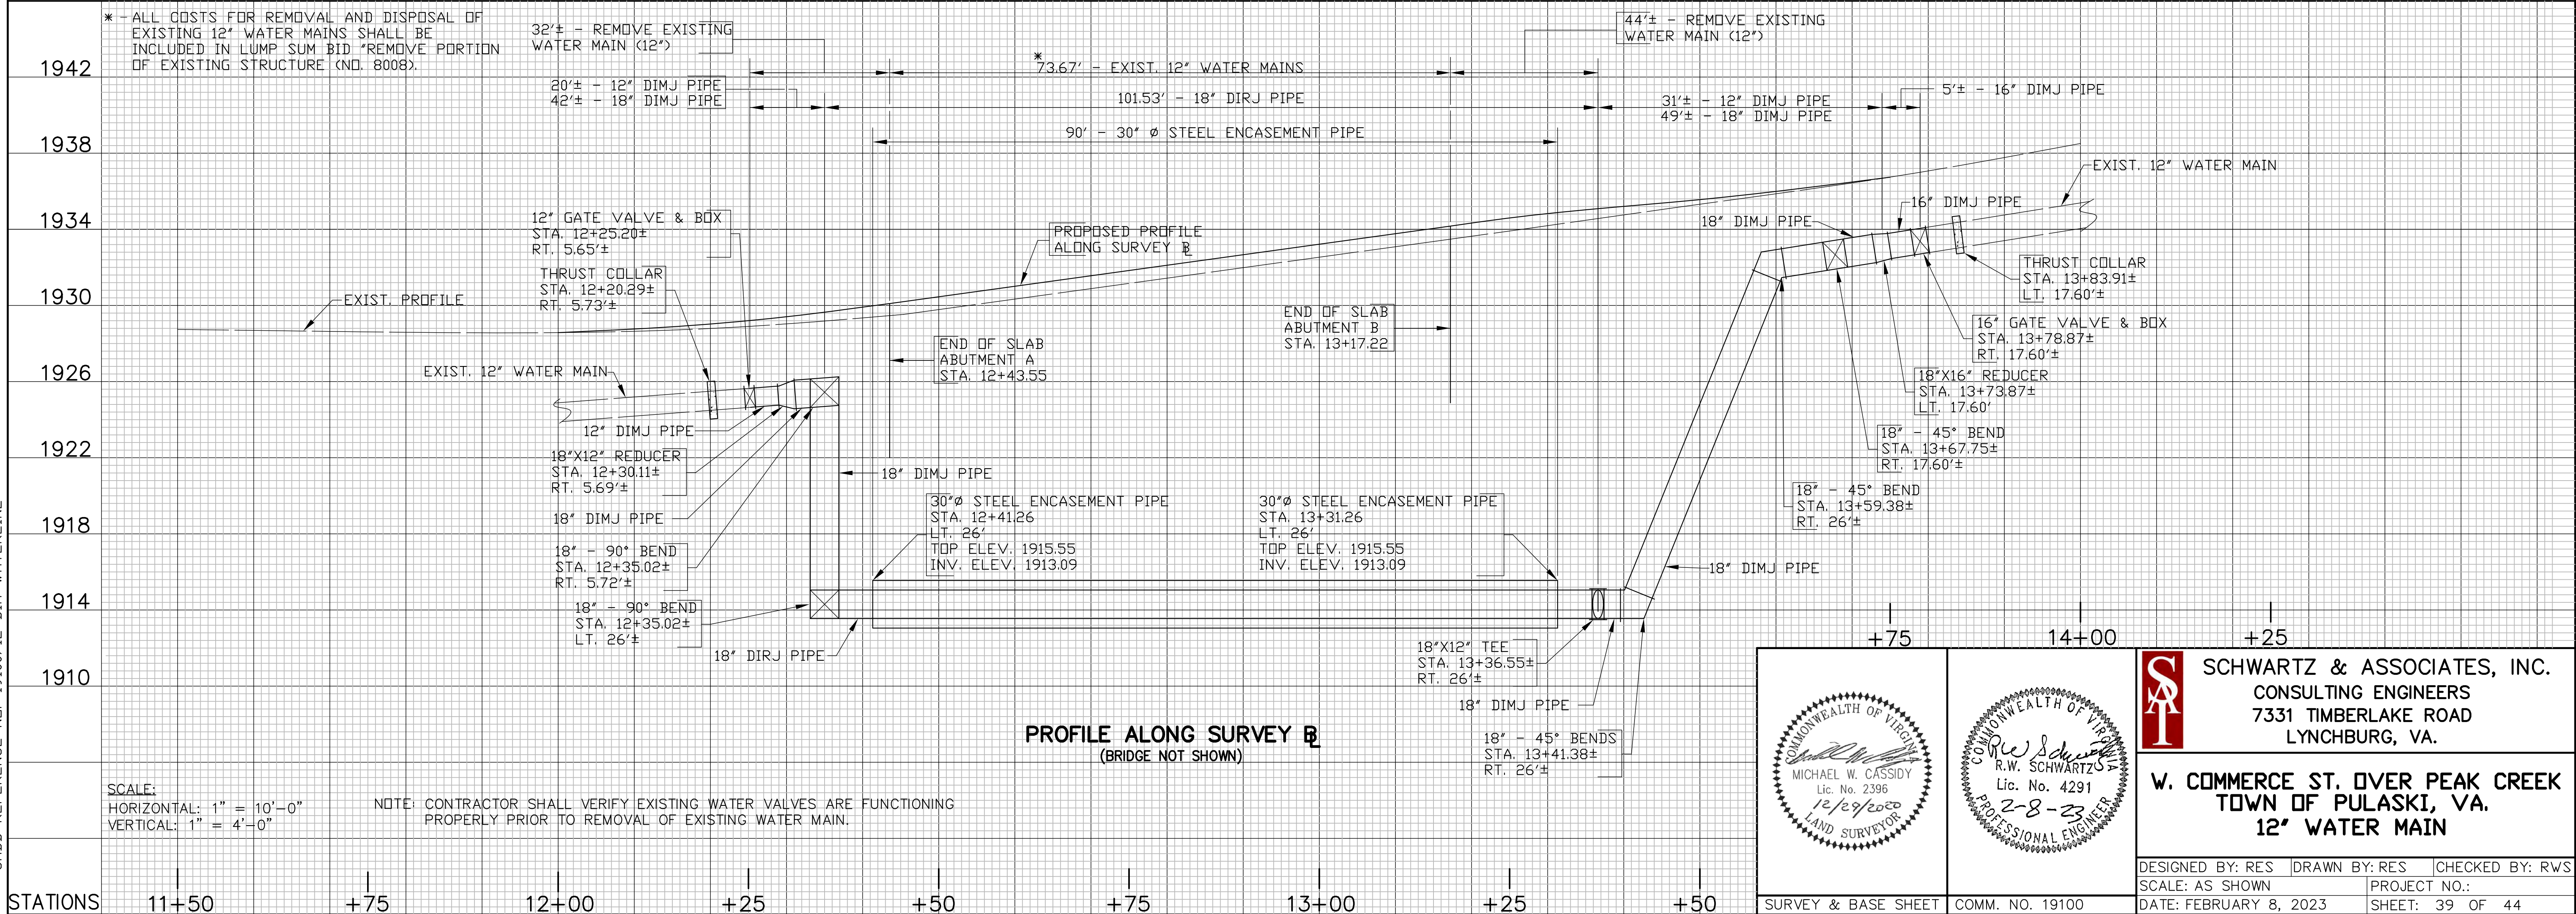 * - ALL COSTS FOR REMOVAL AND DISPOSAL OF
EXISTING 12" WATER MAINS SHALL BE
INCLUDED IN LUMP SUM BID "REMOVE PORTION
OF EXISTING STRUCTURE (NO. 8008).
32'± - REMOVE EXISTING
WATER MAIN (12")
44'± - REMOVE EXISTING
WATER MAIN (12")
*
73.67' - EXIST. 12" WATER MAINS
20'± - 12" DIMJ PIPE
42'± - 18" DIMJ PIPE
101.53' - 18" DIRJ PIPE
31'± - 12" DIMJ PIPE
49'± - 18" DIMJ PIPE
5'± - 16" DIMJ PIPE
90' - 30" Ø STEEL ENCASEMENT PIPE
1942
1938
1934
1930
1926
1922
1918
1914
1910
EXIST. 12" WATER MAIN
16" DIMJ PIPE
18" DIMJ PIPE
12" GATE VALVE & BOX
STA. 12+25.20±
RT. 5.65'±
PROPOSED PROFILE
ALONG SURVEY BL
THRUST COLLAR
STA. 12+20.29±
RT. 5.73'±
EXIST. PROFILE
THRUST COLLAR
STA. 13+83.91±
LT. 17.60'±
END OF SLAB
ABUTMENT B
STA. 13+17.22
16" GATE VALVE & BOX
STA. 13+78.87±
RT. 17.60'±
END OF SLAB
ABUTMENT A
STA. 12+43.55
EXIST. 12" WATER MAIN
18"X16" REDUCER
STA. 13+73.87±
LT. 17.60'
12" DIMJ PIPE
18" - 45° BEND
STA. 13+67.75±
RT. 17.60'±
18"X12" REDUCER
STA. 12+30.11±
RT. 5.69'±
18" DIMJ PIPE
18" - 45° BEND
STA. 13+59.38±
RT. 26'±
30"Ø STEEL ENCASEMENT PIPE
STA. 12+41.26
LT. 26'
TOP ELEV. 1915.55
INV. ELEV. 1913.09
30"Ø STEEL ENCASEMENT PIPE
STA. 13+31.26
LT. 26'
TOP ELEV. 1915.55
INV. ELEV. 1913.09
18" DIMJ PIPE
18" - 90° BEND
STA. 12+35.02±
RT. 5.72'±
18" DIMJ PIPE
18" - 90° BEND
STA. 12+35.02±
LT. 26'±
18" DIRJ PIPE
18"X12" TEE
STA. 13+36.55±
RT. 26'±
18" DIMJ PIPE
18" - 45° BENDS
STA. 13+41.38±
RT. 26'±
+75 14+00 +25
PROFILE ALONG SURVEY BL
(BRIDGE NOT SHOWN)
SCALE:
HORIZONTAL: 1" = 10'-0"
VERTICAL: 1" = 4'-0"
NOTE: CONTRACTOR SHALL VERIFY EXISTING WATER VALVES ARE FUNCTIONING
PROPERLY PRIOR TO REMOVAL OF EXISTING WATER MAIN.
STATIONS 11+50 +75 12+00 +25 +50 +75 13+00 +25 +50
COMMONWEALTH OF VIRGINIA
MICHAEL W. CASSIDY
Lic. No. 2396
12/29/2020
LAND SURVEYOR
SURVEY & BASE SHEET
COMMONWEALTH OF VIRGINIA
RW Schwartz
R.W. SCHWARTZ
Lic. No. 4291
2-8-23
PROFESSIONAL ENGINEER
COMM. NO. 19100
SAI
SCHWARTZ & ASSOCIATES, INC.
CONSULTING ENGINEERS
7331 TIMBERLAKE ROAD
LYNCHBURG, VA.
W. COMMERCE ST. OVER PEAK CREEK
TOWN OF PULASKI, VA.
12" WATER MAIN
DESIGNED BY: RES DRAWN BY: RES CHECKED BY: RWS
SCALE: AS SHOWN PROJECT NO.:
DATE: FEBRUARY 8, 2023 SHEET: 39 OF 44